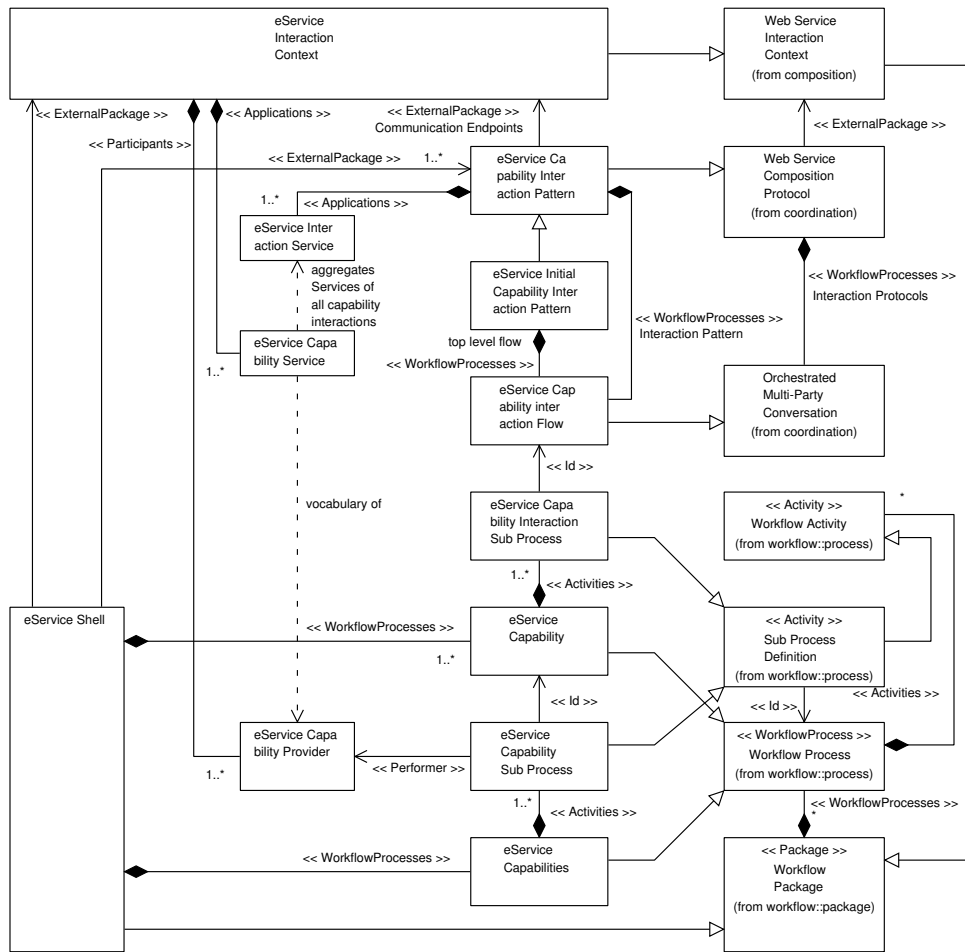 eService
Interaction
Context
Web Service
Interaction
Context
(from composition)
<< ExternalPackage >>
<< Applications >>
<< ExternalPackage >>
Communication Endpoints
<< ExternalPackage >>
<< Participants >>
<< ExternalPackage >>
1..*
eService Ca
pability Inter
action Pattern
Web Service
Composition
Protocol
(from coordination)
1..*
<< Applications >>
eService Inter
action Service
aggregates
Services of
all capability
interactions
eService Initial
Capability Inter
action Pattern
<< WorkflowProcesses >>
Interaction Protocols
<< WorkflowProcesses >>
Interaction Pattern
eService Capa
bility Service
1..*
top level flow
<< WorkflowProcesses >>
eService Cap
ability inter
action Flow
Orchestrated
Multi-Party
Conversation
(from coordination)
<< Id >>
vocabulary of
eService Capa
bility Interaction
Sub Process
<< Activity >>
Workflow Activity
(from workflow::process)
*
1..*
<< Activities >>
eService Shell
<< WorkflowProcesses >>
1..*
eService
Capability
<< Activity >>
Sub Process
Definition
(from workflow::process)
<< Id >>
<< Id >>
<< Activities >>
eService Capa
bility Provider
1..*
<< Performer >>
eService
Capability
Sub Process
<< WorkflowProcess >>
Workflow Process
(from workflow::process)
1..*
<< Activities >>
<< WorkflowProcesses >>
*
<< WorkflowProcesses >>
eService
Capabilities
<< Package >>
Workflow
Package
(from workflow::package)